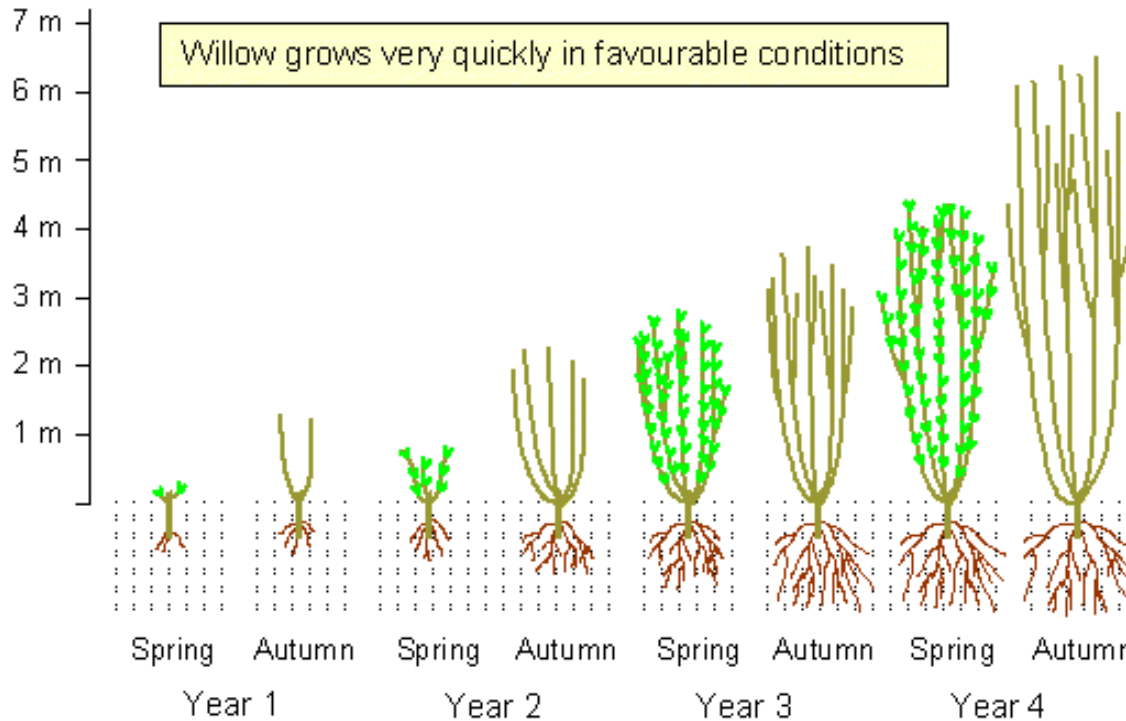 7 m
Willow grows very quickly in favourable conditions
6 m
5 m
4 m
3 m
2 m
1 m
Spring Autumn Spring Autumn Spring Autumn Spring Autumn
Year 1 Year 2 Year 3 Year 4